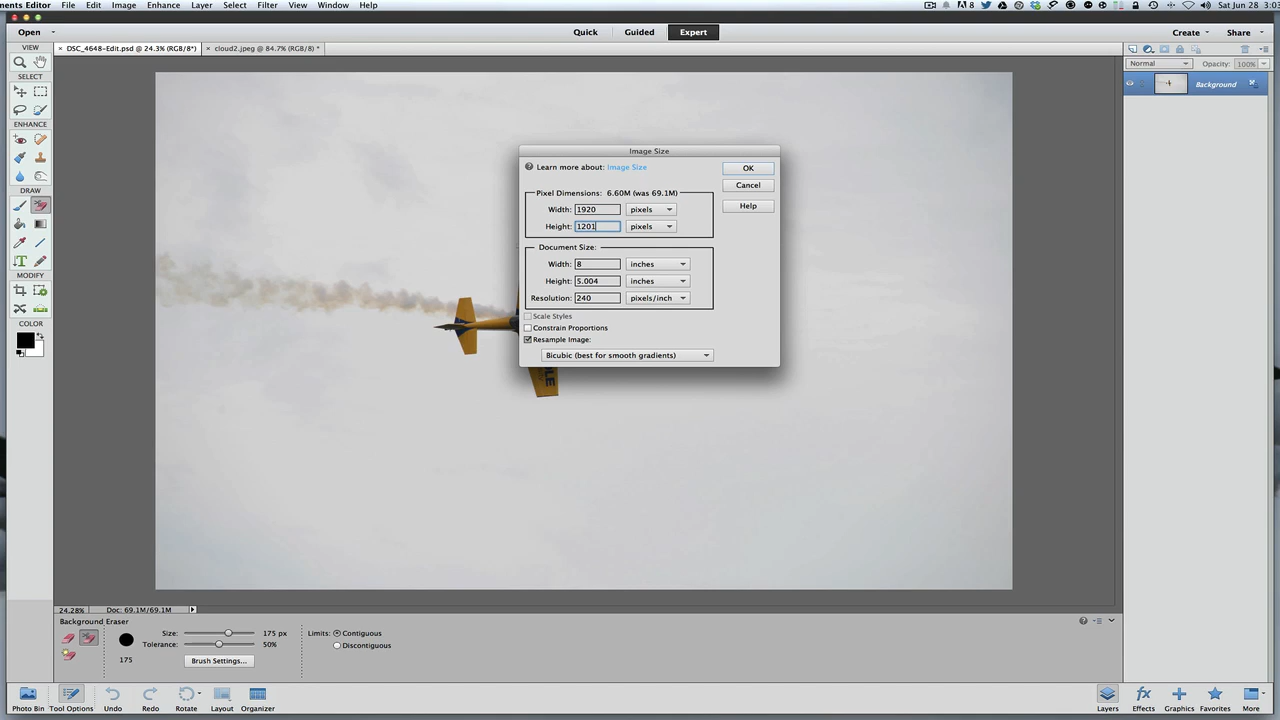 nents Editor File Edit Image Enhance Layer Select Filter View Window Help 8 Sat Jun 28 3:03
Open Quick Guided Expert Create Share
VIEW × DSC_4648-Edit.psd @ 24.3% (RGB/8*) × cloud2.jpeg @ 84.7% (RGB/8) *
Normal Opacity: 100%
SELECT
Background
ENHANCE
DRAW
T
MODIFY
COLOR
Image Size
Learn more about: Image Size
OK
Cancel
Help
Pixel Dimensions: 6.60M (was 69.1M)
Width: 1920 pixels
Height: 1201 pixels
Document Size:
Width: 8 inches
Height: 5.004 inches
Resolution: 240 pixels/inch
Scale Styles
Constrain Proportions
Resample Image:
Bicubic (best for smooth gradients)
24.28% Doc: 69.1M/69.1M
Background Eraser
Size: 175 px Limits: Contiguous
Tolerance: 50% Discontiguous
175 Brush Settings...
Photo Bin Tool Options Undo Redo Rotate Layout Organizer Layers Effects Graphics Favorites More